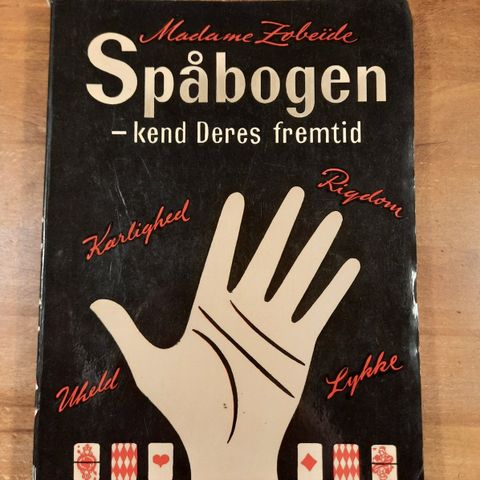 Madame Zobeïde
Spåbogen
– kend Deres fremtid
Rigdom
Kærlighed
Uheld
Lykke